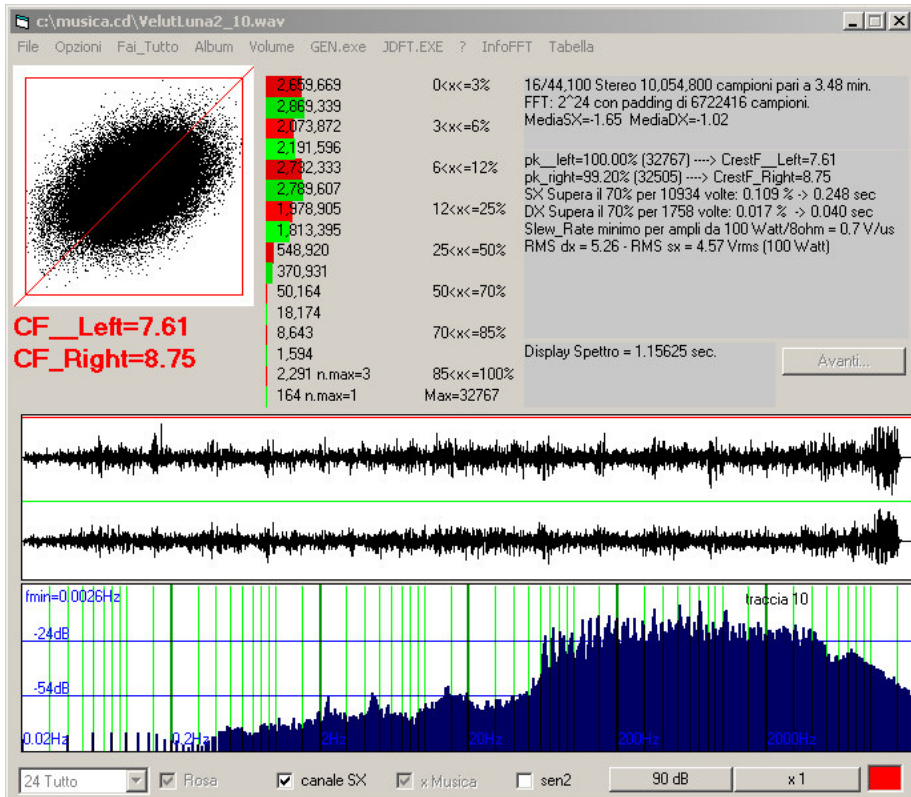 c:\musica.cd\VelutLuna2_10.wav
File Opzioni Fai_Tutto Album Volume GEN.exe JDFT.EXE ? InfoFFT Tabella
2,659,669 0<x<=3%
2,869,339
2,073,872 3<x<=6%
2,191,596
2,732,333 6<x<=12%
2,789,607
1,978,905 12<x<=25%
1,813,395
548,920 25<x<=50%
370,931
50,164 50<x<=70%
18,174
8,643 70<x<=85%
1,594
2,291 n.max=3 85<x<=100%
164 n.max=1 Max=32767
16/44,100 Stereo 10,054,800 campioni pari a 3.48 min.
FFT: 2^24 con padding di 6722416 campioni.
MediaSX=-1.65 MediaDX=-1.02
pk__left=100.00% (32767) ----> CrestF__Left=7.61
pk_right=99.20% (32505) ----> CrestF_Right=8.75
SX Supera il 70% per 10934 volte: 0.109 % -> 0.248 sec
DX Supera il 70% per 1758 volte: 0.017 % -> 0.040 sec
Slew_Rate minimo per ampli da 100 Watt/8ohm = 0.7 V/us
RMS dx = 5.26 - RMS sx = 4.57 Vrms (100 Watt)
CF__Left=7.61
CF_Right=8.75
Display Spettro = 1.15625 sec.
Avanti...
fmin=0.0026Hz
traccia 10
-24dB
-54dB
0.02Hz 0.2Hz 2Hz 20Hz 200Hz 2000Hz
24 Tutto Rosa canale SX x Musica sen2 90 dB x 1